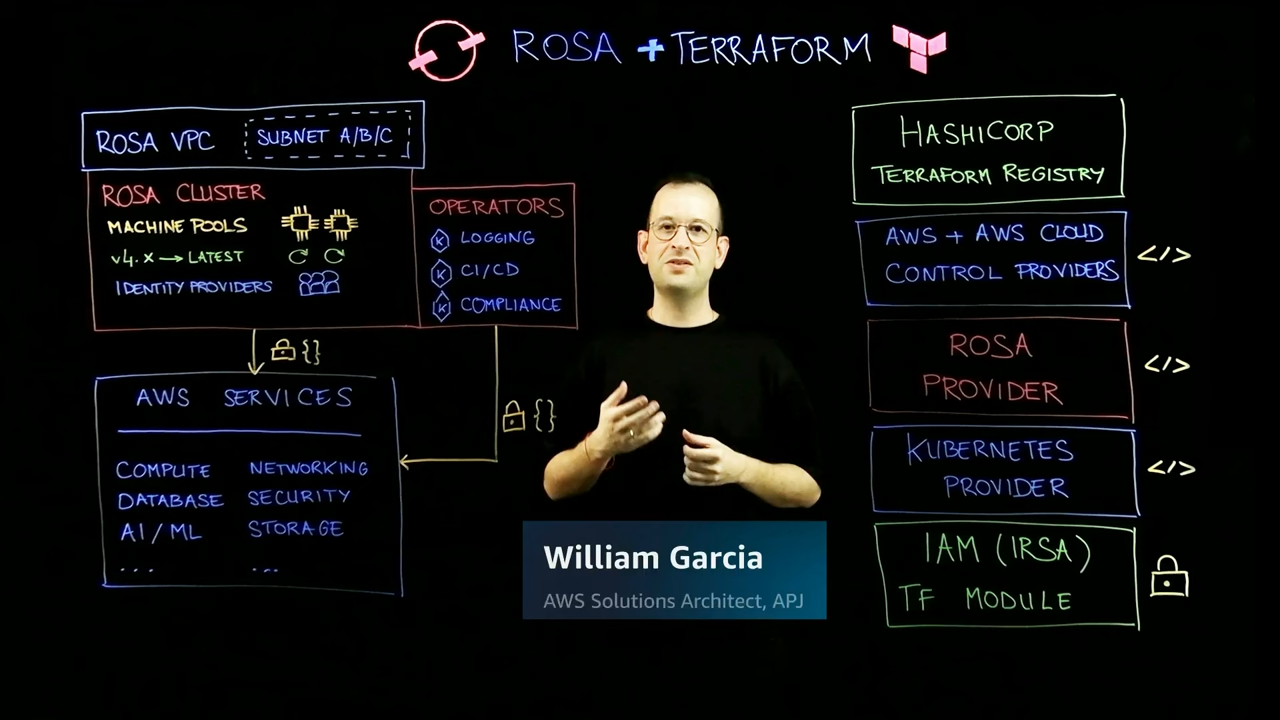 ROSA + TERRAFORM
ROSA VPC
SUBNET A/B/C
ROSA CLUSTER
MACHINE POOLS
v4.x → LATEST
IDENTITY PROVIDERS
OPERATORS
K LOGGING
K CI/CD
K COMPLIANCE
{}
{}
AWS SERVICES
COMPUTE NETWORKING
DATABASE SECURITY
AI/ML STORAGE
... ...
HASHICORP
TERRAFORM REGISTRY
AWS + AWS CLOUD
CONTROL PROVIDERS
</>
ROSA
PROVIDER
</>
KUBERNETES
PROVIDER
</>
IAM (IRSA)
TF MODULE
William Garcia
AWS Solutions Architect, APJ